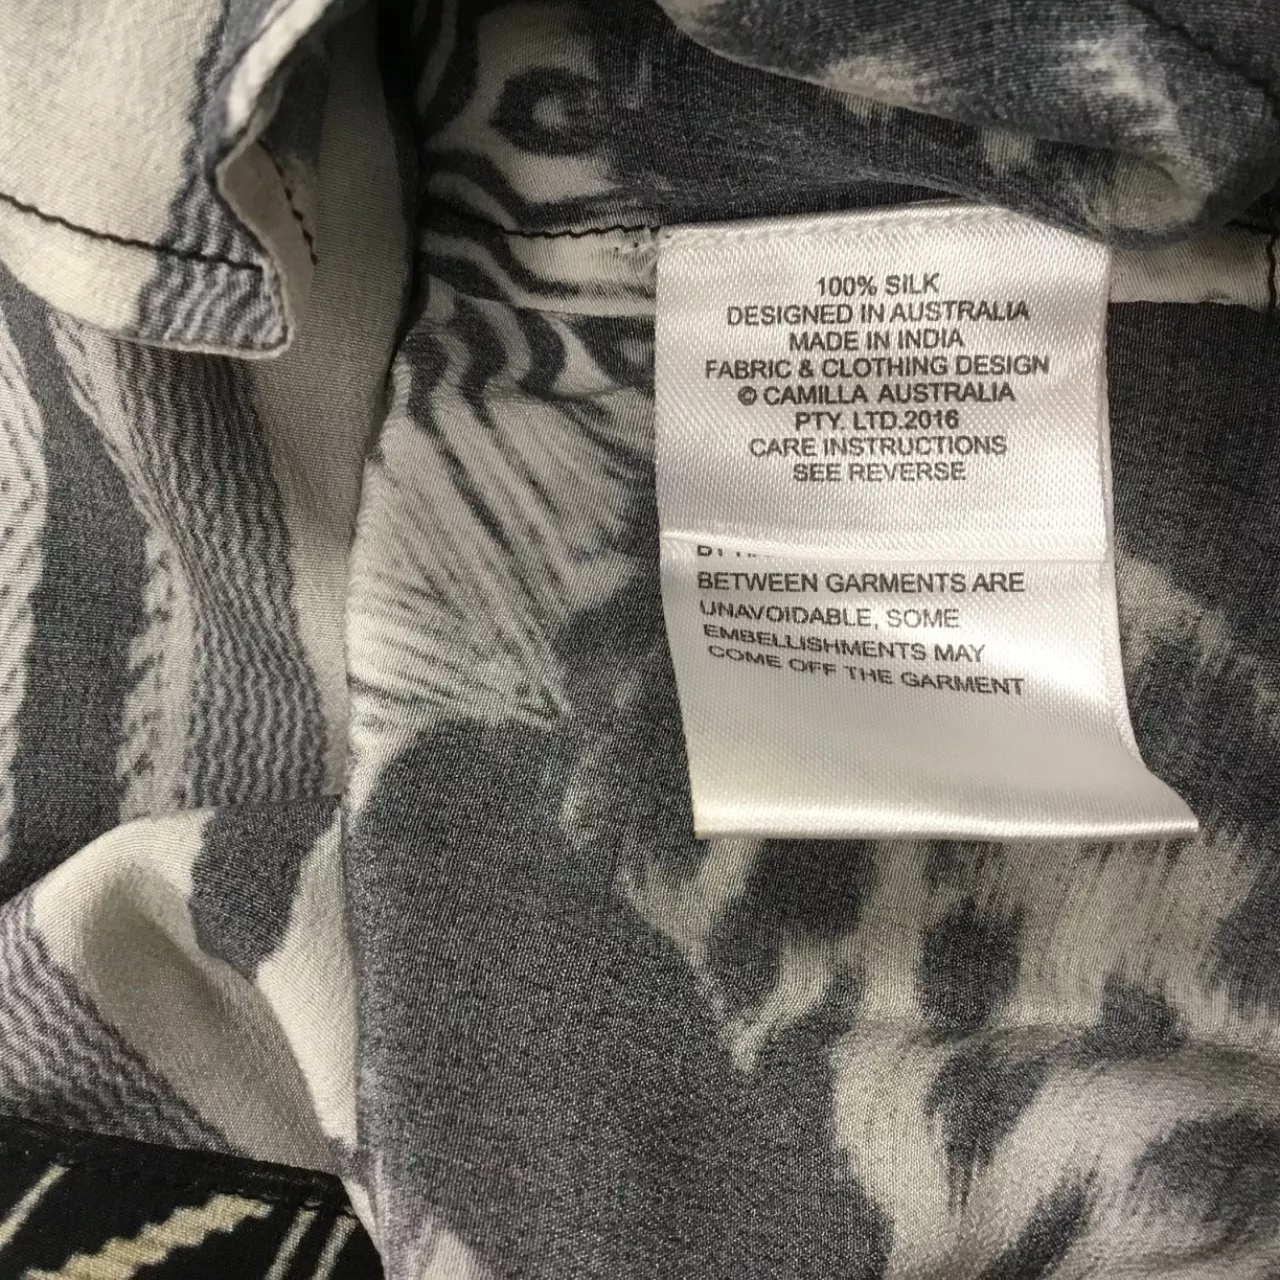 100% SILK
DESIGNED IN AUSTRALIA
MADE IN INDIA
FABRIC & CLOTHING DESIGN
© CAMILLA AUSTRALIA
PTY. LTD.2016
CARE INSTRUCTIONS
SEE REVERSE
BETWEEN GARMENTS ARE
UNAVOIDABLE, SOME
EMBELLISHMENTS MAY
COME OFF THE GARMENT